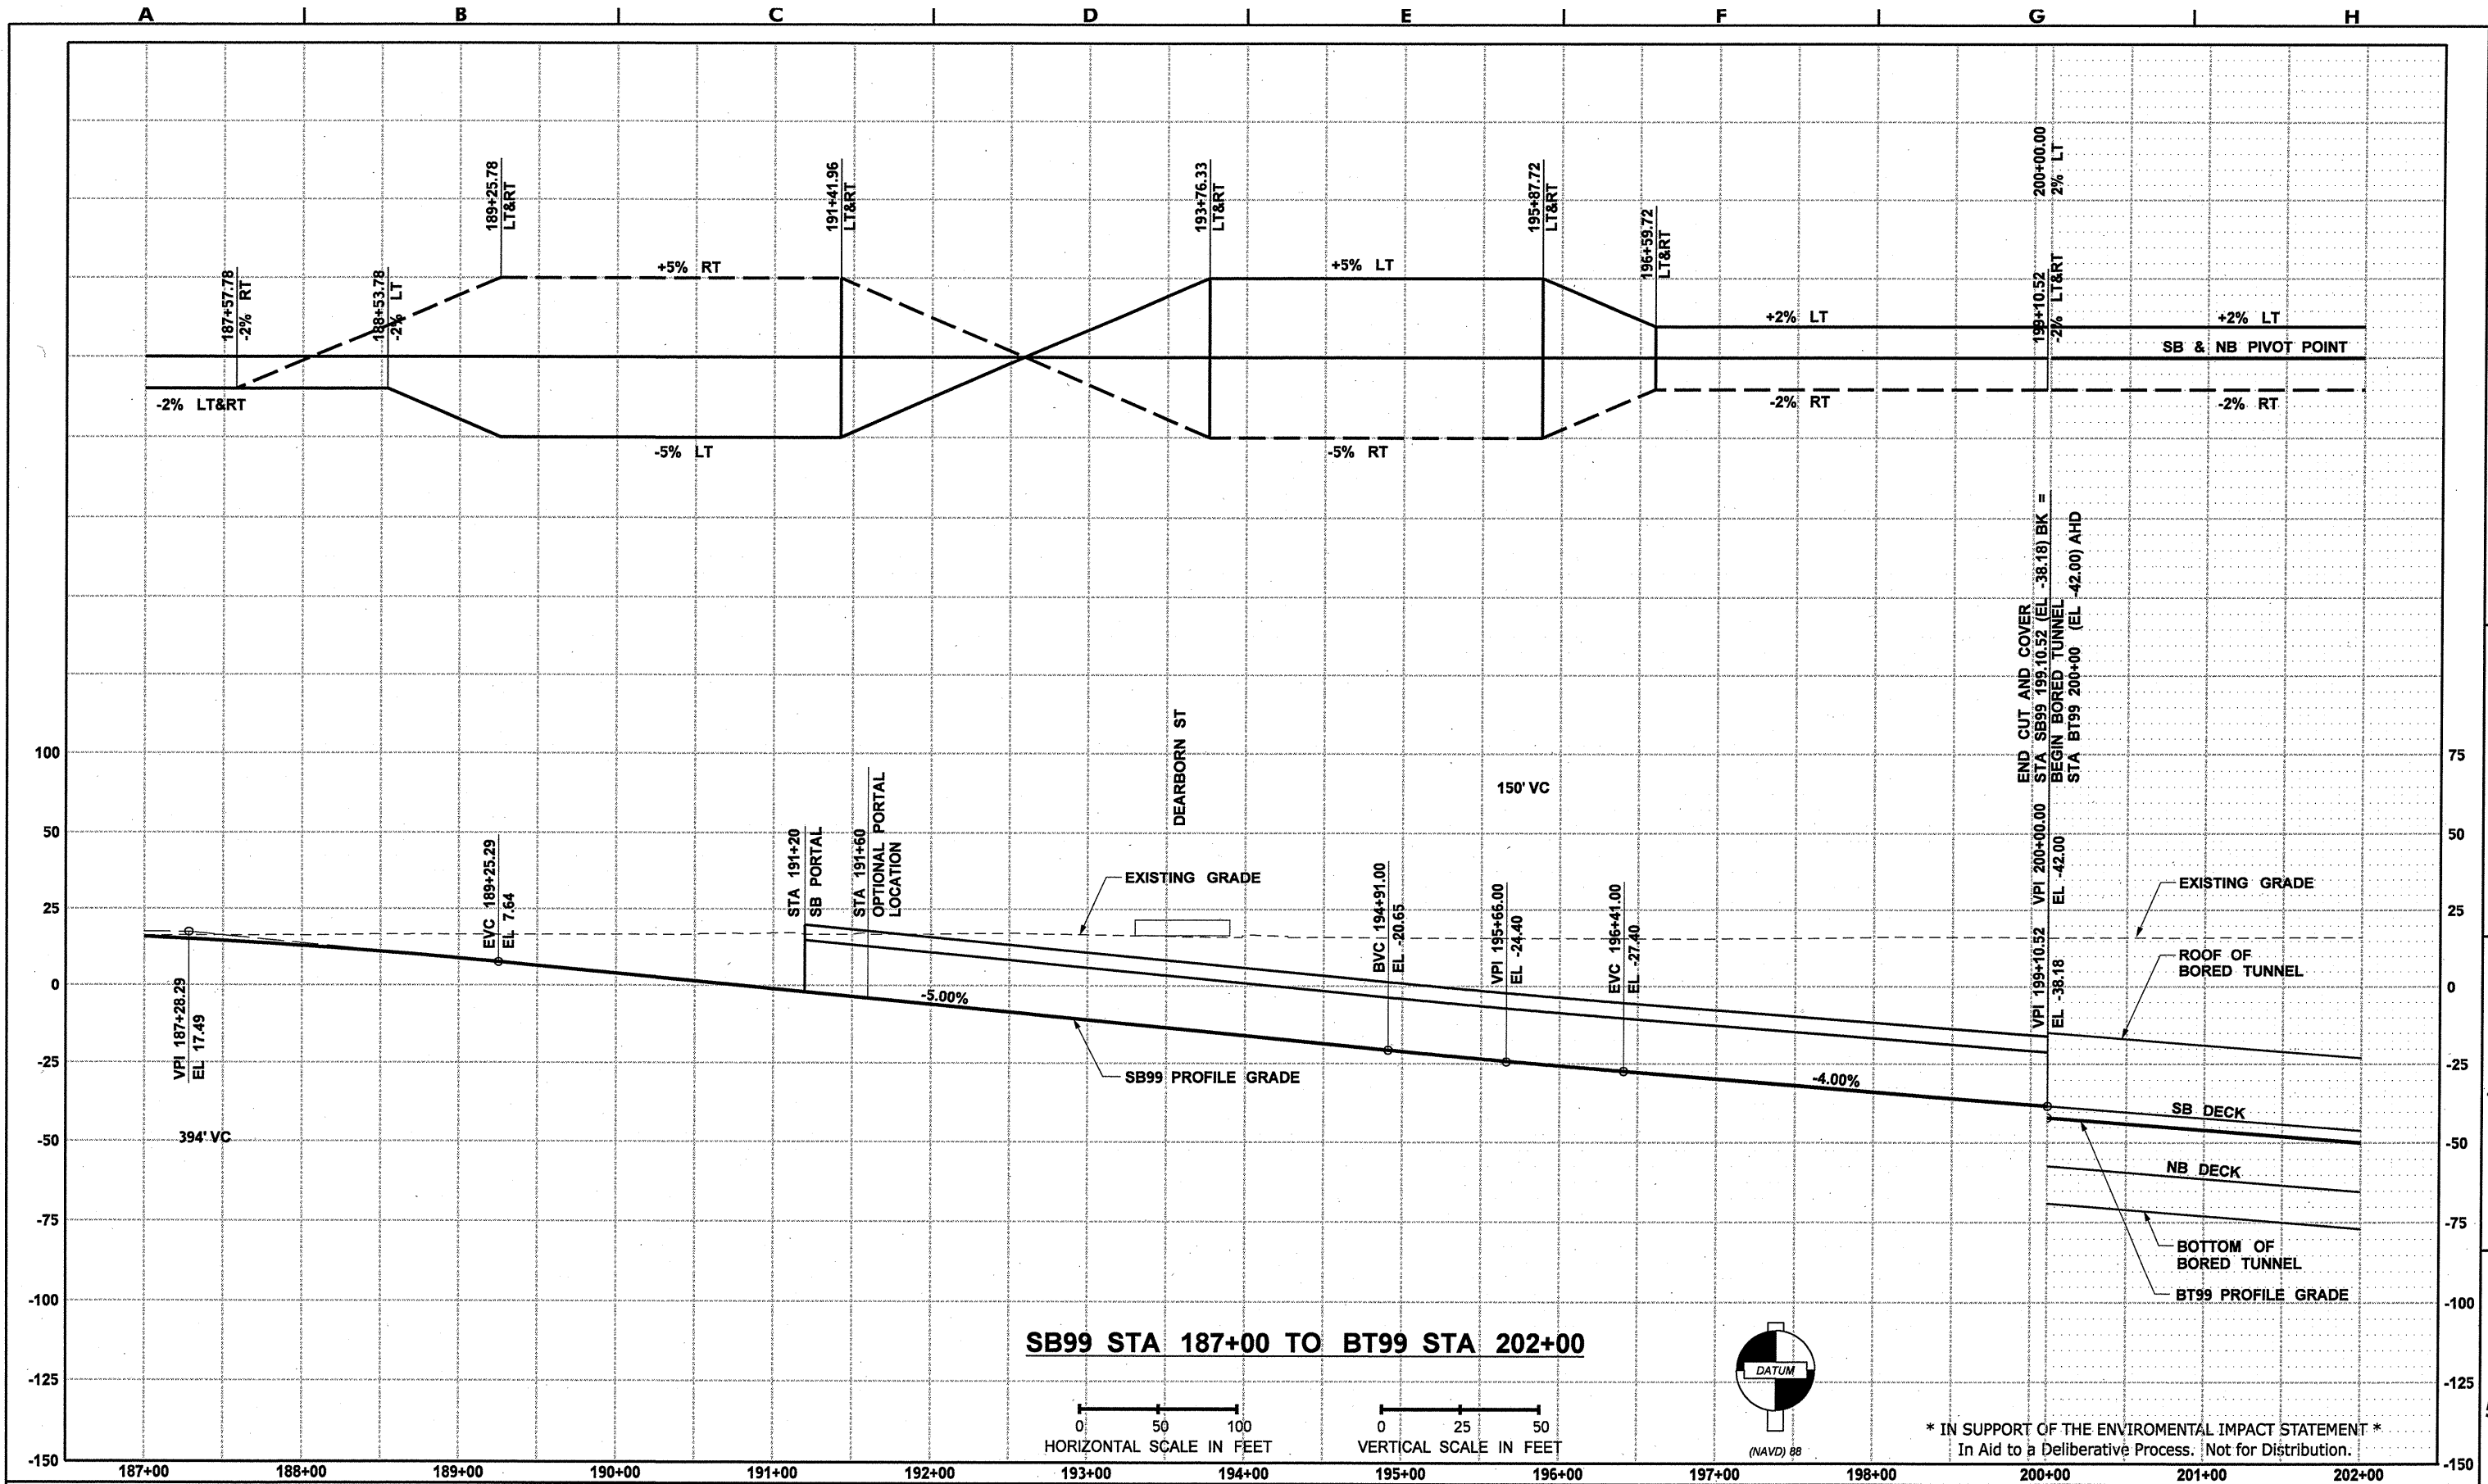 A B C D E F G H
187+57.78
-2% RT
188+53.78
-2% LT
189+25.78
LT&RT
191+41.96
LT&RT
193+76.33
LT&RT
195+87.72
LT&RT
196+59.72
LT&RT
199+10.52 200+00.00
-2% LT&RT 2% LT
+5% RT
+5% LT
+2% LT
+2% LT
SB & NB PIVOT POINT
-2% LT&RT
-2% RT
-2% RT
-5% LT
-5% RT
END CUT AND COVER
STA SB99 199.10.52 (EL -38.18) BK =
BEGIN BORED TUNNEL
STA BT99 200+00 (EL -42.00) AHD
DEARBORN ST
150' VC
100
50
25
0
-25
-50
-75
-100
-125
-150
75
50
25
0
-25
-50
-75
-100
-125
-150
VPI 187+28.29
EL 17.49
394' VC
EVC 189+25.29
EL 7.64
STA 191+20
SB PORTAL
STA 191+60
OPTIONAL PORTAL
LOCATION
EXISTING GRADE
BVC 194+91.00
EL -20.65
VPI 195+66.00
EL -24.40
EVC 196+41.00
EL -27.40
VPI 199+10.52 VPI 200+00.00
EL -38.18 EL -42.00
EXISTING GRADE
ROOF OF
BORED TUNNEL
-5.00%
SB99 PROFILE GRADE
-4.00%
SB DECK
NB DECK
BOTTOM OF
BORED TUNNEL
BT99 PROFILE GRADE
SB99 STA 187+00 TO BT99 STA 202+00
0 50 100
HORIZONTAL SCALE IN FEET
0 25 50
VERTICAL SCALE IN FEET
DATUM
(NAVD) 88
* IN SUPPORT OF THE ENVIROMENTAL IMPACT STATEMENT *
In Aid to a Deliberative Process. Not for Distribution.
187+00 188+00 189+00 190+00 191+00 192+00 193+00 194+00 195+00 196+00 197+00 198+00 200+00 201+00 202+00